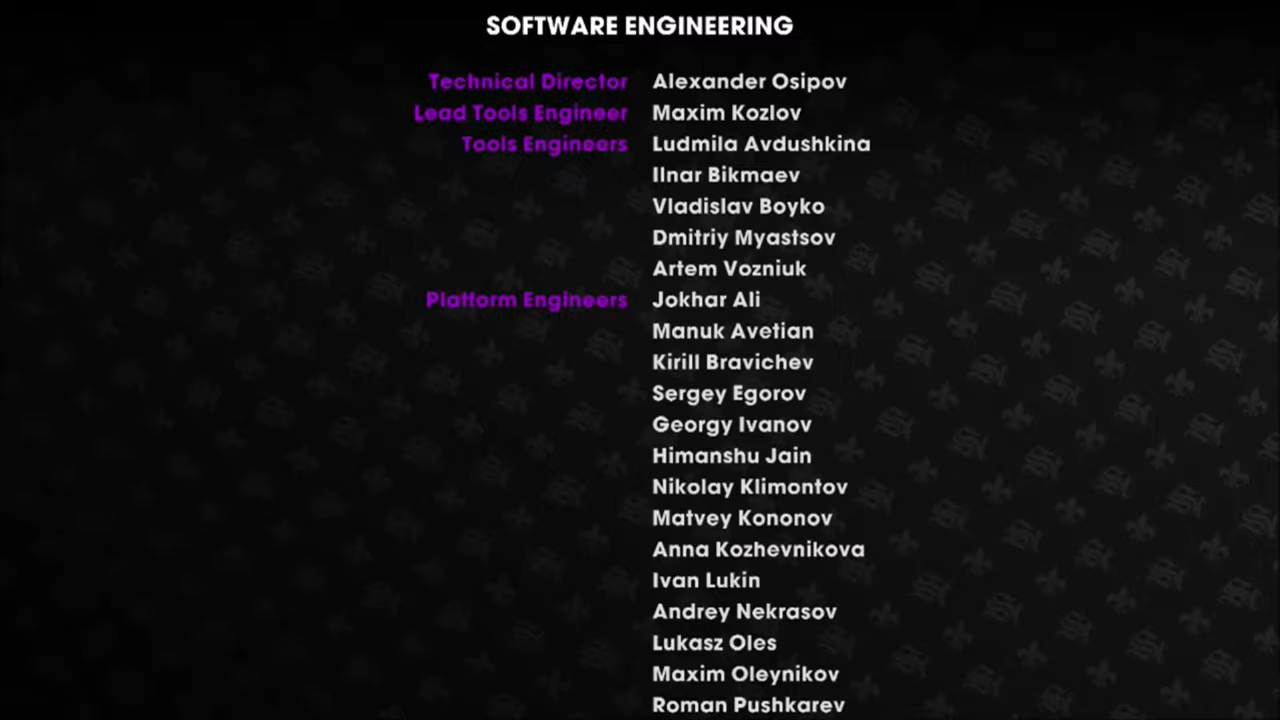 SOFTWARE ENGINEERING
Technical Director Alexander Osipov
Lead Tools Engineer Maxim Kozlov
Tools Engineers Ludmila Avdushkina
Ilnar Bikmaev
Vladislav Boyko
Dmitriy Myastsov
Artem Vozniuk
Platform Engineers Jokhar Ali
Manuk Avetian
Kirill Bravichev
Sergey Egorov
Georgy Ivanov
Himanshu Jain
Nikolay Klimontov
Matvey Kononov
Anna Kozhevnikova
Ivan Lukin
Andrey Nekrasov
Lukasz Oles
Maxim Oleynikov
Roman Pushkarev